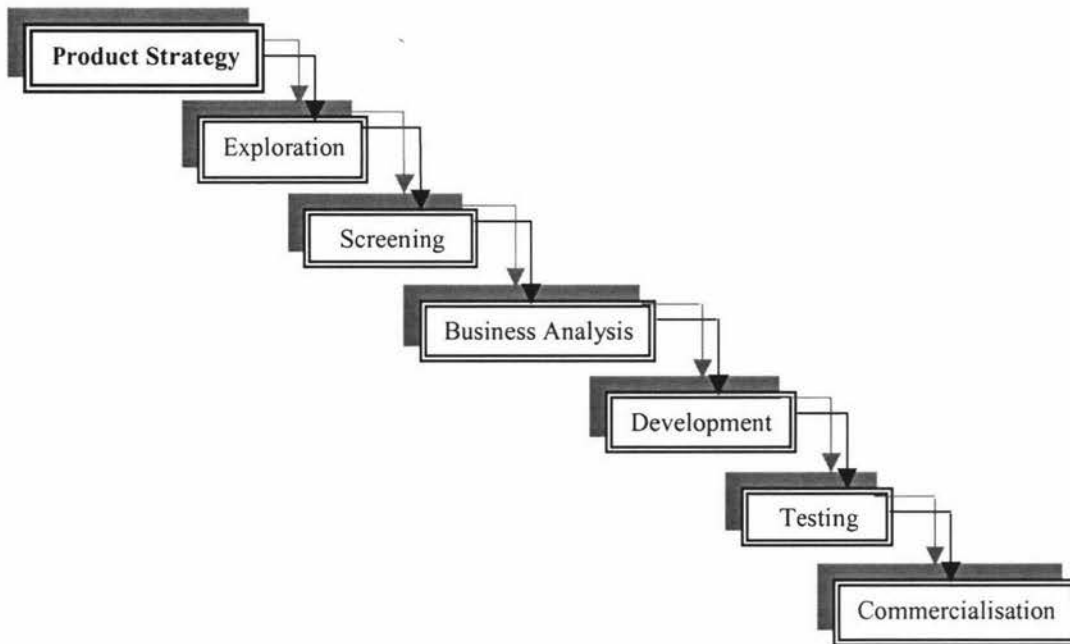 Product Strategy
Exploration
Screening
Business Analysis
Development
Testing
Commercialisation